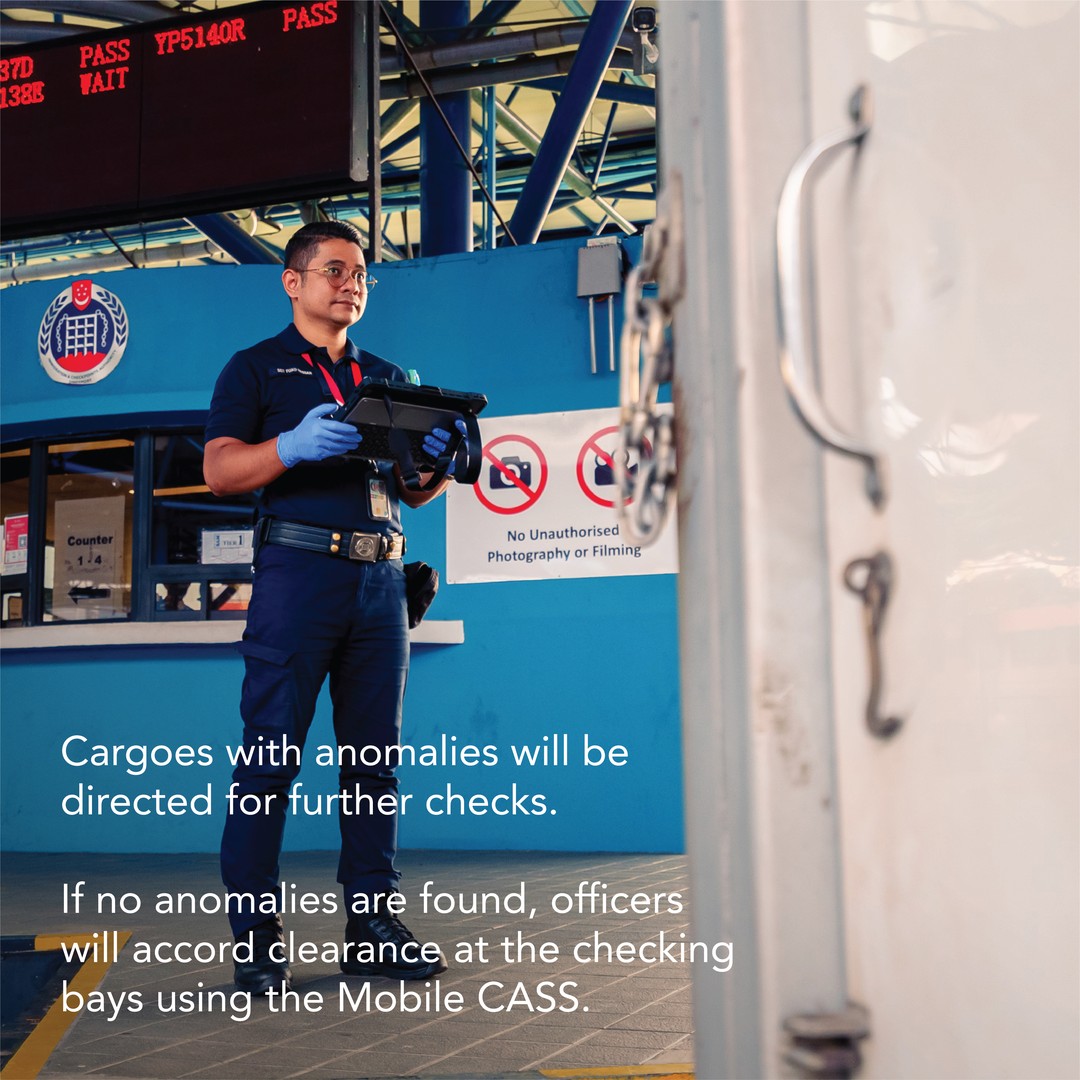 37D PASS YP5140R PASS
138E WAIT
Counter
1 - 4
No Unauthorised
Photography or Filming
Cargoes with anomalies will be
directed for further checks.
If no anomalies are found, officers
will accord clearance at the checking
bays using the Mobile CASS.